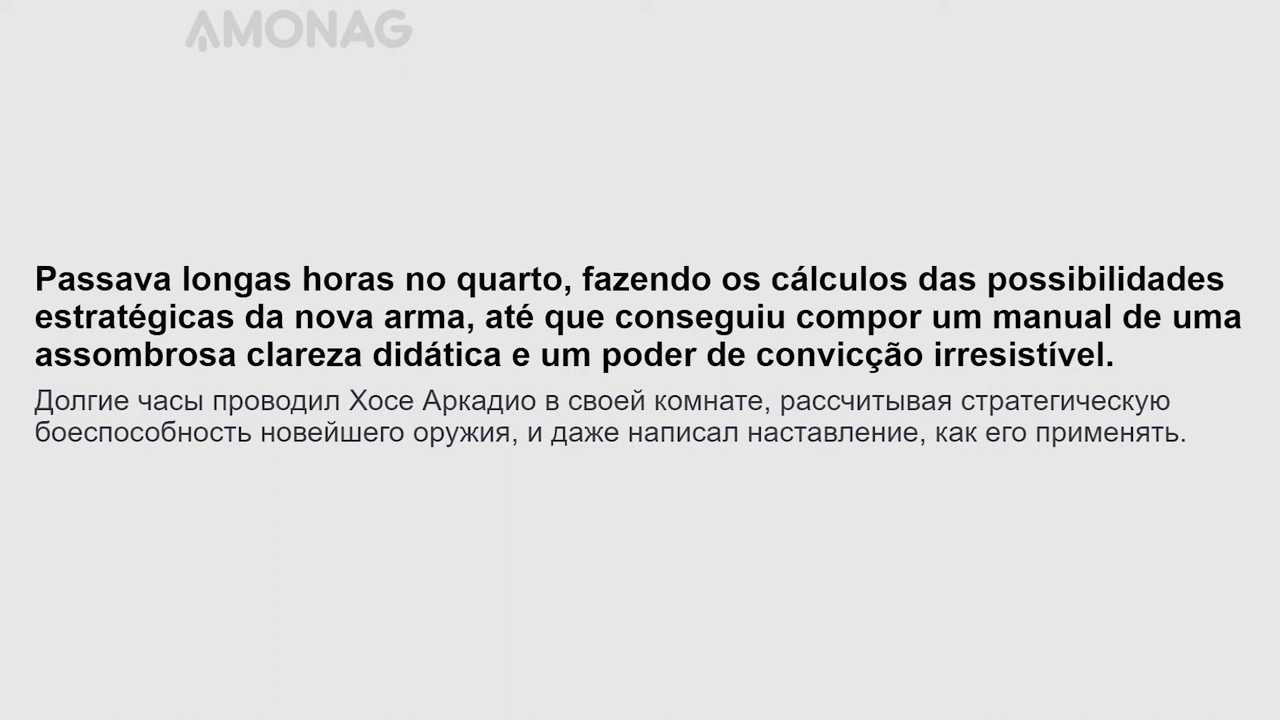 AMONAG
Passava longas horas no quarto, fazendo os cálculos das possibilidades
estratégicas da nova arma, até que conseguiu compor um manual de uma
assombrosa clareza didática e um poder de convicção irresistível.
Долгие часы проводил Хосе Аркадио в своей комнате, рассчитывая стратегическую
боеспособность новейшего оружия, и даже написал наставление, как его применять.